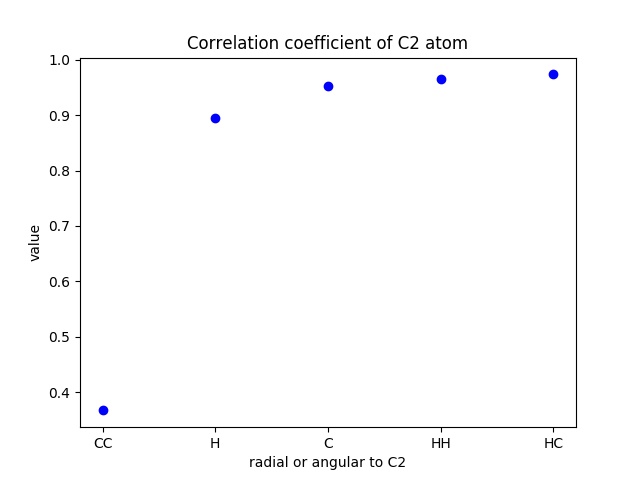 Correlation coefficient of C2 atom
1.0
0.9
0.8
0.7
0.6
0.5
0.4
value
CC H C HH HC
radial or angular to C2